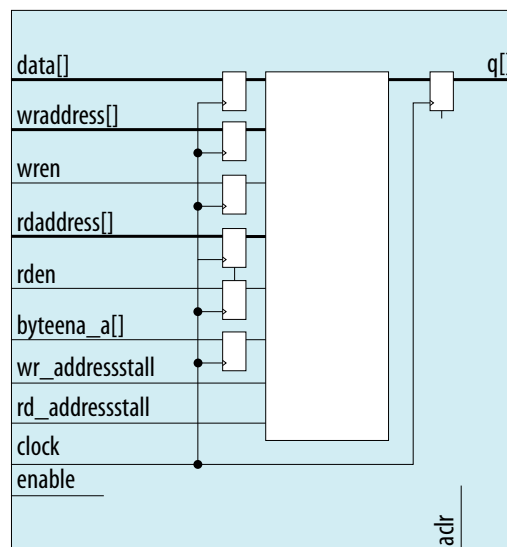 data[]
q[]
wraddress[]
wren
rdaddress[]
rden
byteena_a[]
wr_addressstall
rd_addressstall
clock
enable
aclr